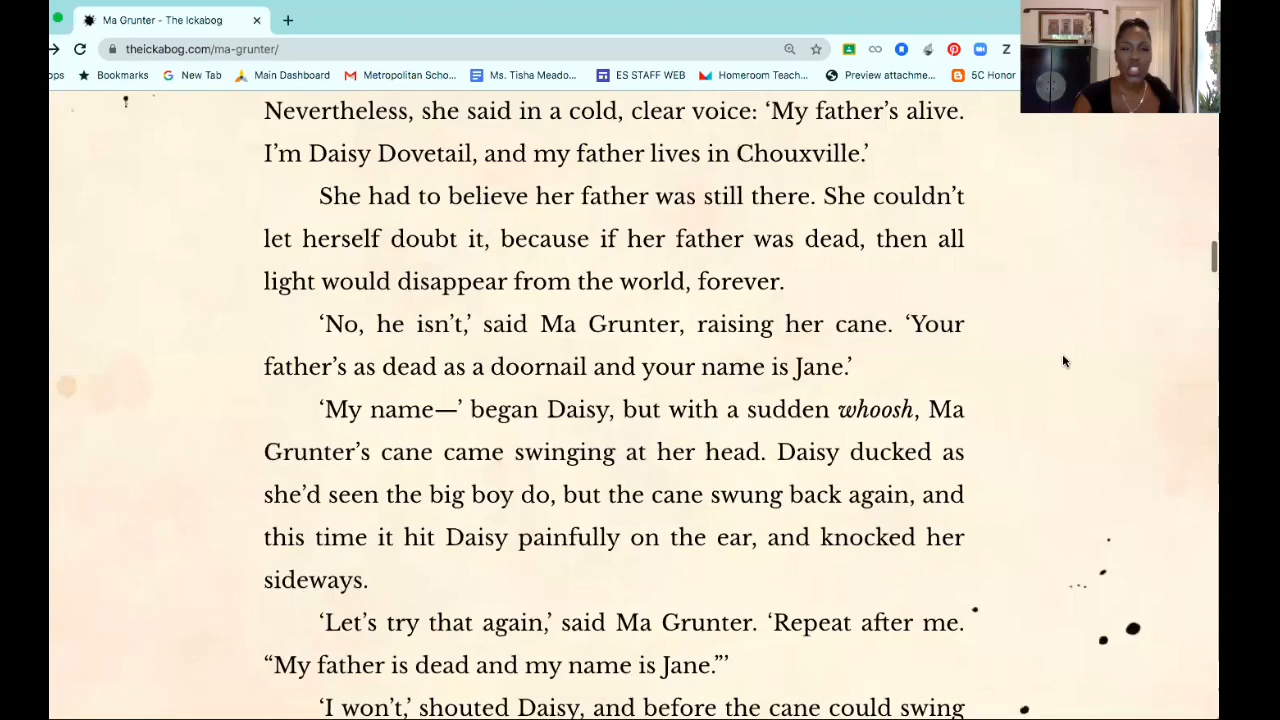 Ma Grunter - The Ickabog
theickabog.com/ma-grunter/
ops Bookmarks New Tab Main Dashboard Metropolitan Scho... Ms. Tisha Meado... ES STAFF WEB Homeroom Teach... Preview attachme... 5C Honor
Nevertheless, she said in a cold, clear voice: ‘My father’s alive.
I’m Daisy Dovetail, and my father lives in Chouxville.’
She had to believe her father was still there. She couldn’t
let herself doubt it, because if her father was dead, then all
light would disappear from the world, forever.
‘No, he isn’t,’ said Ma Grunter, raising her cane. ‘Your
father’s as dead as a doornail and your name is Jane.’
‘My name—’ began Daisy, but with a sudden whoosh, Ma
Grunter’s cane came swinging at her head. Daisy ducked as
she’d seen the big boy do, but the cane swung back again, and
this time it hit Daisy painfully on the ear, and knocked her
sideways.
‘Let’s try that again,’ said Ma Grunter. ‘Repeat after me.
“My father is dead and my name is Jane.”’
‘I won’t,’ shouted Daisy, and before the cane could swing